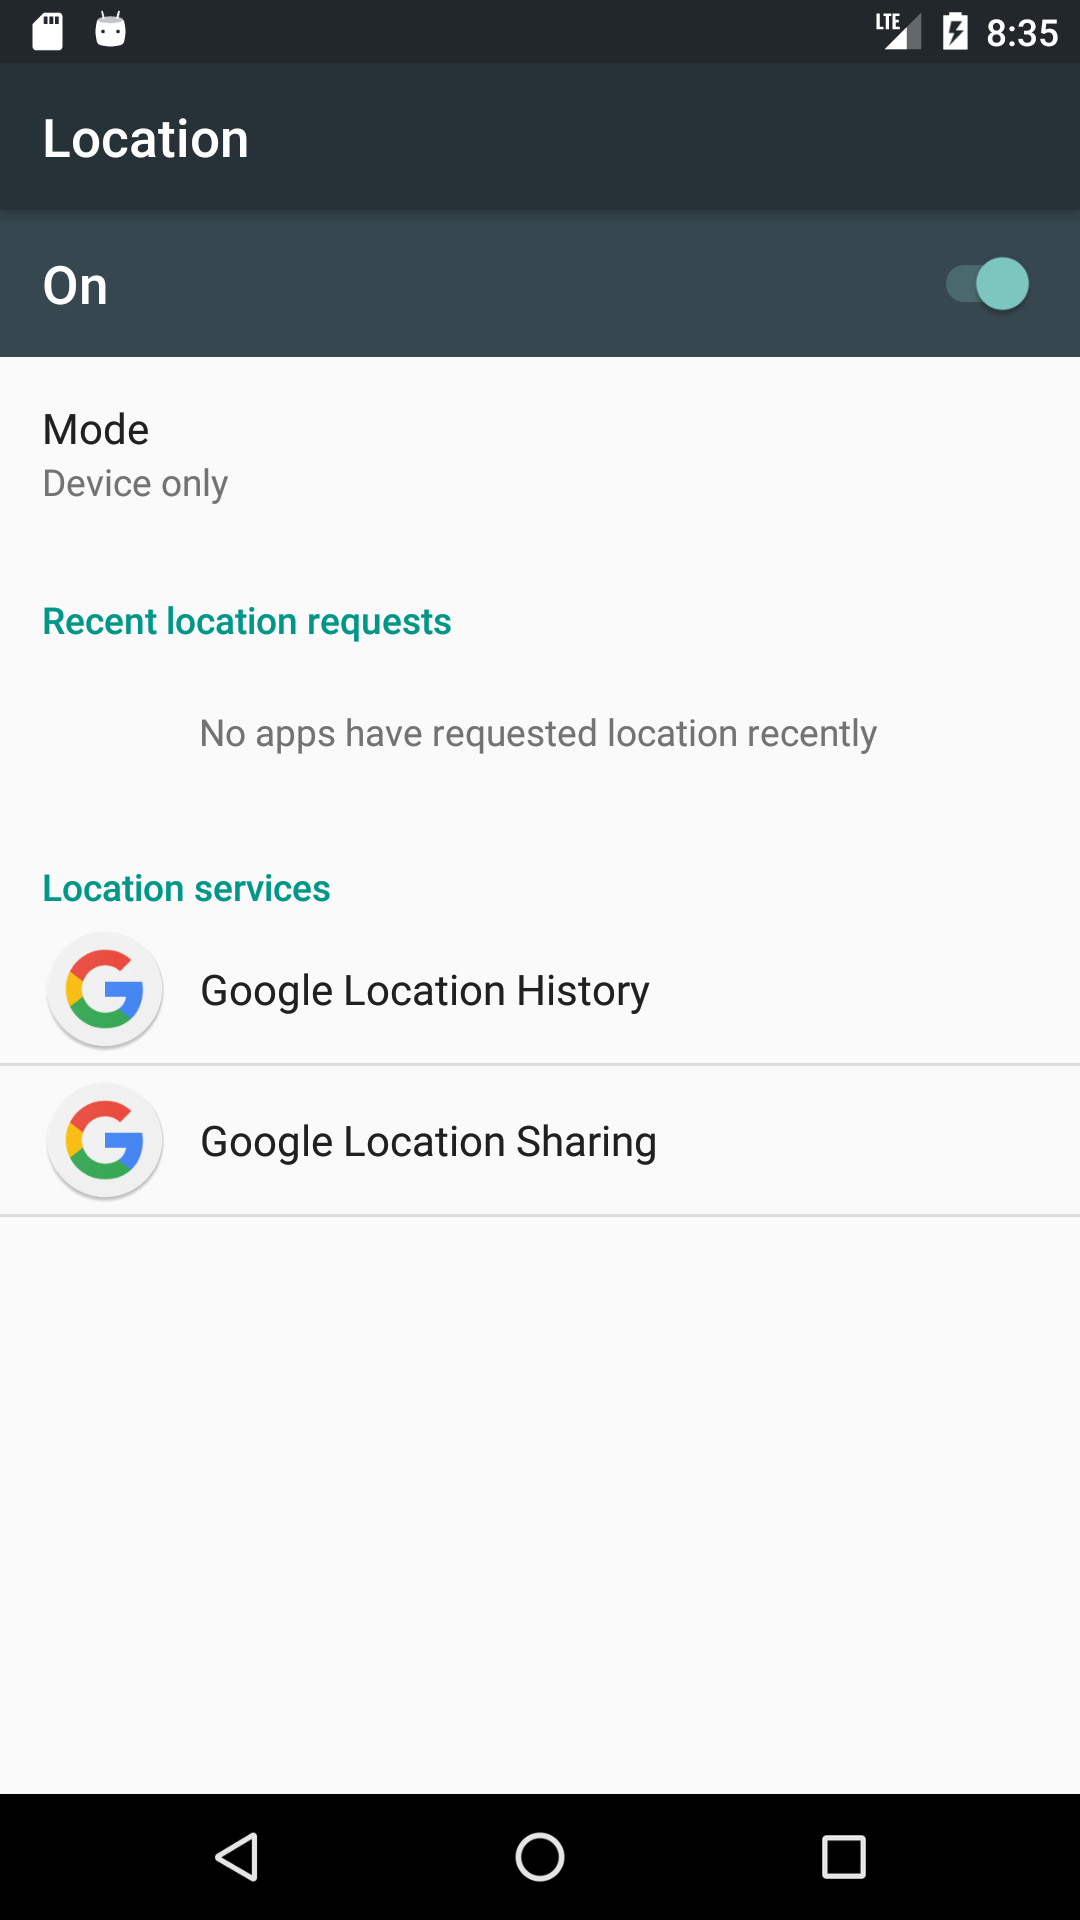 LTE 8:35
Location
On
Mode
Device only
Recent location requests
No apps have requested location recently
Location services
Google Location History
Google Location Sharing